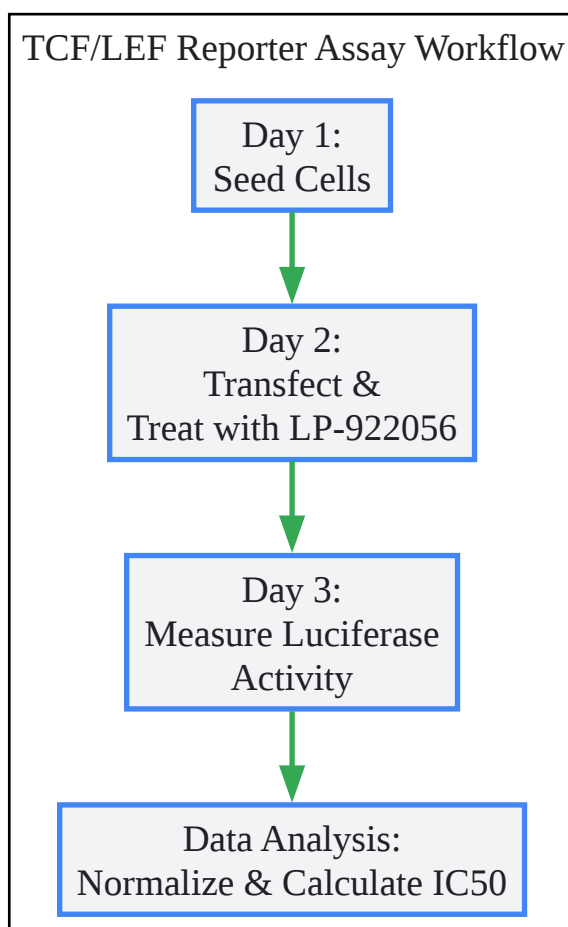 TCF/LEF Reporter Assay Workflow
Day 1:
Seed Cells
Day 2:
Transfect &
Treat with LP-922056
Day 3:
Measure Luciferase
Activity
Data Analysis:
Normalize & Calculate IC50